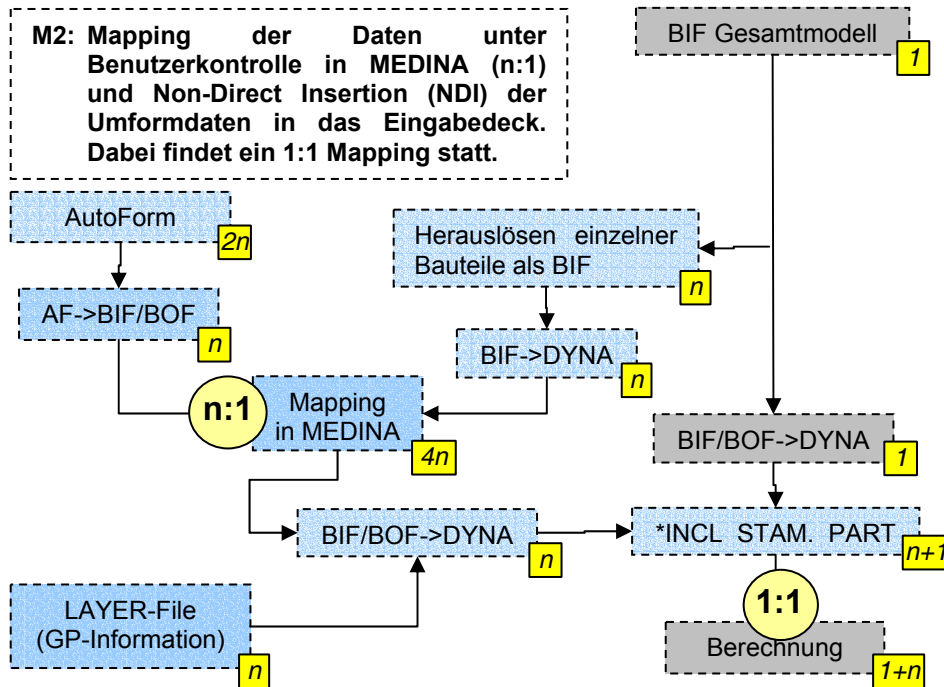 M2: Mapping der Daten unter
Benutzerkontrolle in MEDINA (n:1)
und Non-Direct Insertion (NDI) der
Umformdaten in das Eingabedeck.
Dabei findet ein 1:1 Mapping statt.
BIF Gesamtmodell
1
AutoForm
2n
Herauslösen einzelner
Bauteile als BIF
n
AF->BIF/BOF
n
BIF->DYNA
n
n:1
Mapping
in MEDINA
4n
BIF/BOF->DYNA
1
BIF/BOF->DYNA
n
*INCL STAM. PART
n+1
LAYER-File
(GP-Information)
n
1:1
Berechnung
1+n